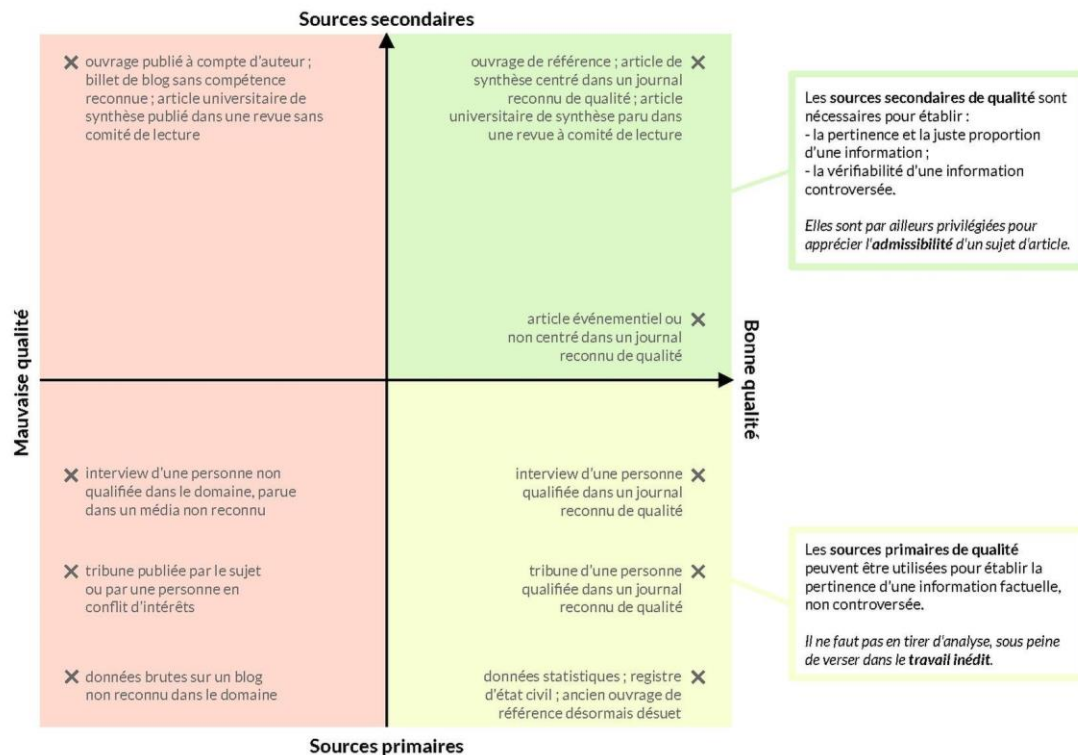 Sources secondaires
ouvrage publié à compte d'auteur ;
billet de blog sans compétence
reconnue ; article universitaire de
synthèse publié dans une revue sans
comité de lecture
ouvrage de référence ; article de
synthèse centré dans un journal
reconnu de qualité ; article
universitaire de synthèse paru dans
une revue à comité de lecture
Les sources secondaires de qualité sont
nécessaires pour établir :
- la pertinence et la juste proportion
d'une information ;
- la vérifiabilité d'une information
controversée.
Elles sont par ailleurs privilégiées pour
apprécier l'admissibilité d'un sujet d'article.
article événementiel ou
non centré dans un journal
reconnu de qualité
Mauvaise qualité
Bonne qualité
interview d'une personne non
qualifiée dans le domaine, parue
dans un média non reconnu
interview d'une personne
qualifiée dans un journal
reconnu de qualité
tribune publiée par le sujet
ou par une personne en
conflit d'intérêts
tribune d'une personne
qualifiée dans un journal
reconnu de qualité
Les sources primaires de qualité
peuvent être utilisées pour établir la
pertinence d'une information factuelle,
non controversée.
Il ne faut pas en tirer d'analyse, sous peine
de verser dans le travail inédit.
données brutes sur un blog
non reconnu dans le domaine
données statistiques ; registre
d'état civil ; ancien ouvrage de
référence désormais désuet
Sources primaires